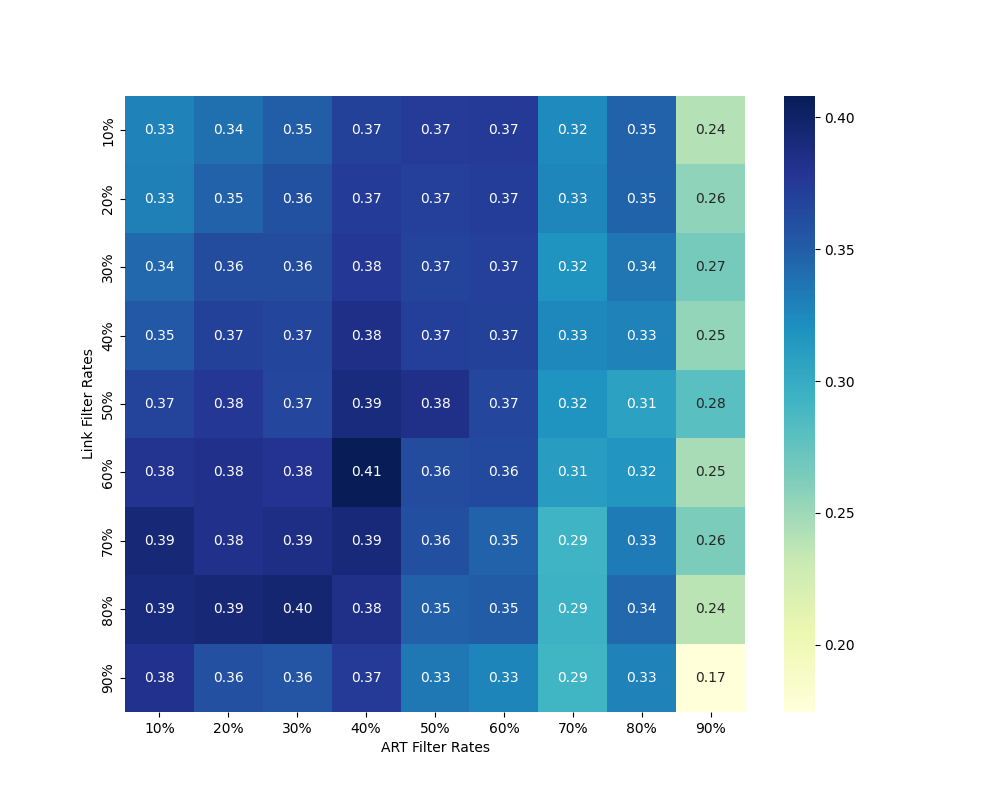 10% 0.33 0.34 0.35 0.37 0.37 0.37 0.32 0.35 0.24
20% 0.33 0.35 0.36 0.37 0.37 0.37 0.33 0.35 0.26
30% 0.34 0.36 0.36 0.38 0.37 0.37 0.32 0.34 0.27
40% 0.35 0.37 0.37 0.38 0.37 0.37 0.33 0.33 0.25
50% 0.37 0.38 0.37 0.39 0.38 0.37 0.32 0.31 0.28
60% 0.38 0.38 0.38 0.41 0.36 0.36 0.31 0.32 0.25
70% 0.39 0.38 0.39 0.39 0.36 0.35 0.29 0.33 0.26
80% 0.39 0.39 0.40 0.38 0.35 0.35 0.29 0.34 0.24
90% 0.38 0.36 0.36 0.37 0.33 0.33 0.29 0.33 0.17
Link Filter Rates
10% 20% 30% 40% 50% 60% 70% 80% 90%
ART Filter Rates
0.40
0.35
0.30
0.25
0.20